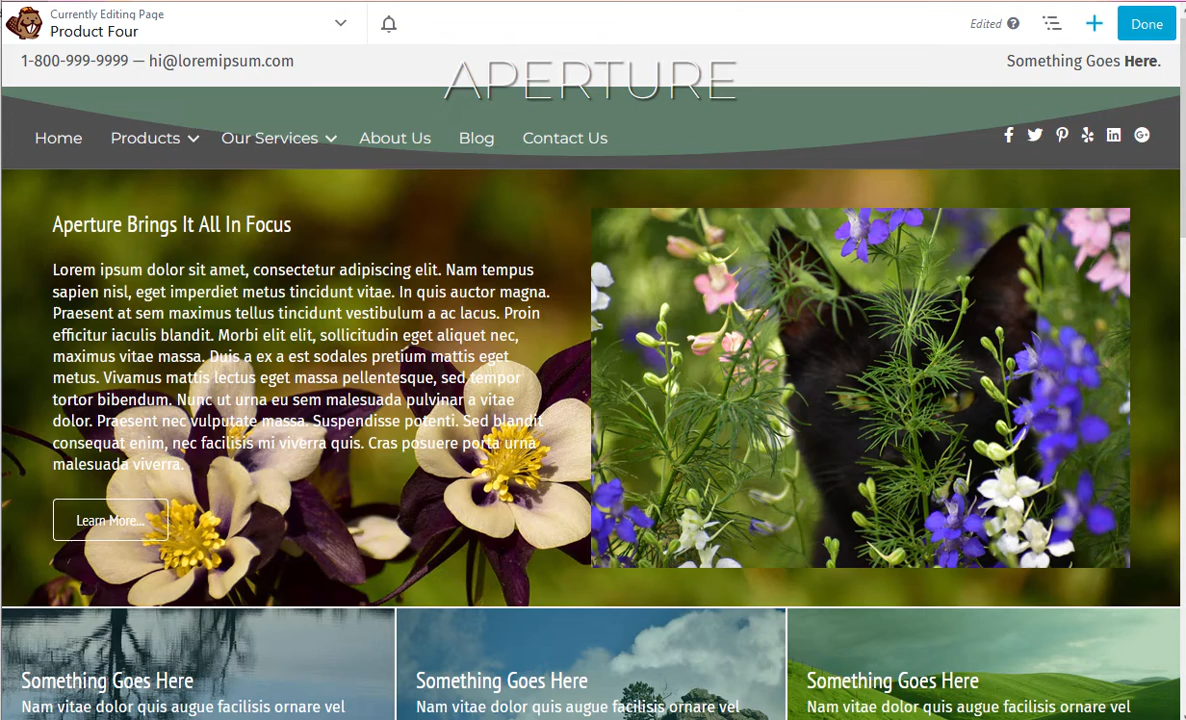 Currently Editing Page
Product Four
Edited ?
Done
1-800-999-9999 — hi@loremipsum.com
APERTURE
Something Goes Here.
Home Products Our Services About Us Blog Contact Us
Aperture Brings It All In Focus
Lorem ipsum dolor sit amet, consectetur adipiscing elit. Nam tempus
sapien nisl, eget imperdiet metus tincidunt vitae. In quis auctor magna.
Praesent at sem maximus tellus tincidunt vestibulum a ac lacus. Proin
efficitur iaculis blandit. Morbi elit elit, sollicitudin eget aliquet nec,
maximus vitae massa. Duis a ex a est sodales pretium mattis eget
metus. Vivamus mattis lectus eget massa pellentesque, sed tempor
tortor bibendum. Nunc ut urna eu sem malesuada pulvinar a vitae
dolor. Praesent nec vulputate massa. Suspendisse potenti. Sed blandit
consequat enim, nec facilisis mi viverra quis. Cras posuere porta urna
malesuada viverra.
Learn More...
Something Goes Here
Nam vitae dolor quis augue facilisis ornare vel
Something Goes Here
Nam vitae dolor quis augue facilisis ornare vel
Something Goes Here
Nam vitae dolor quis augue facilisis ornare vel